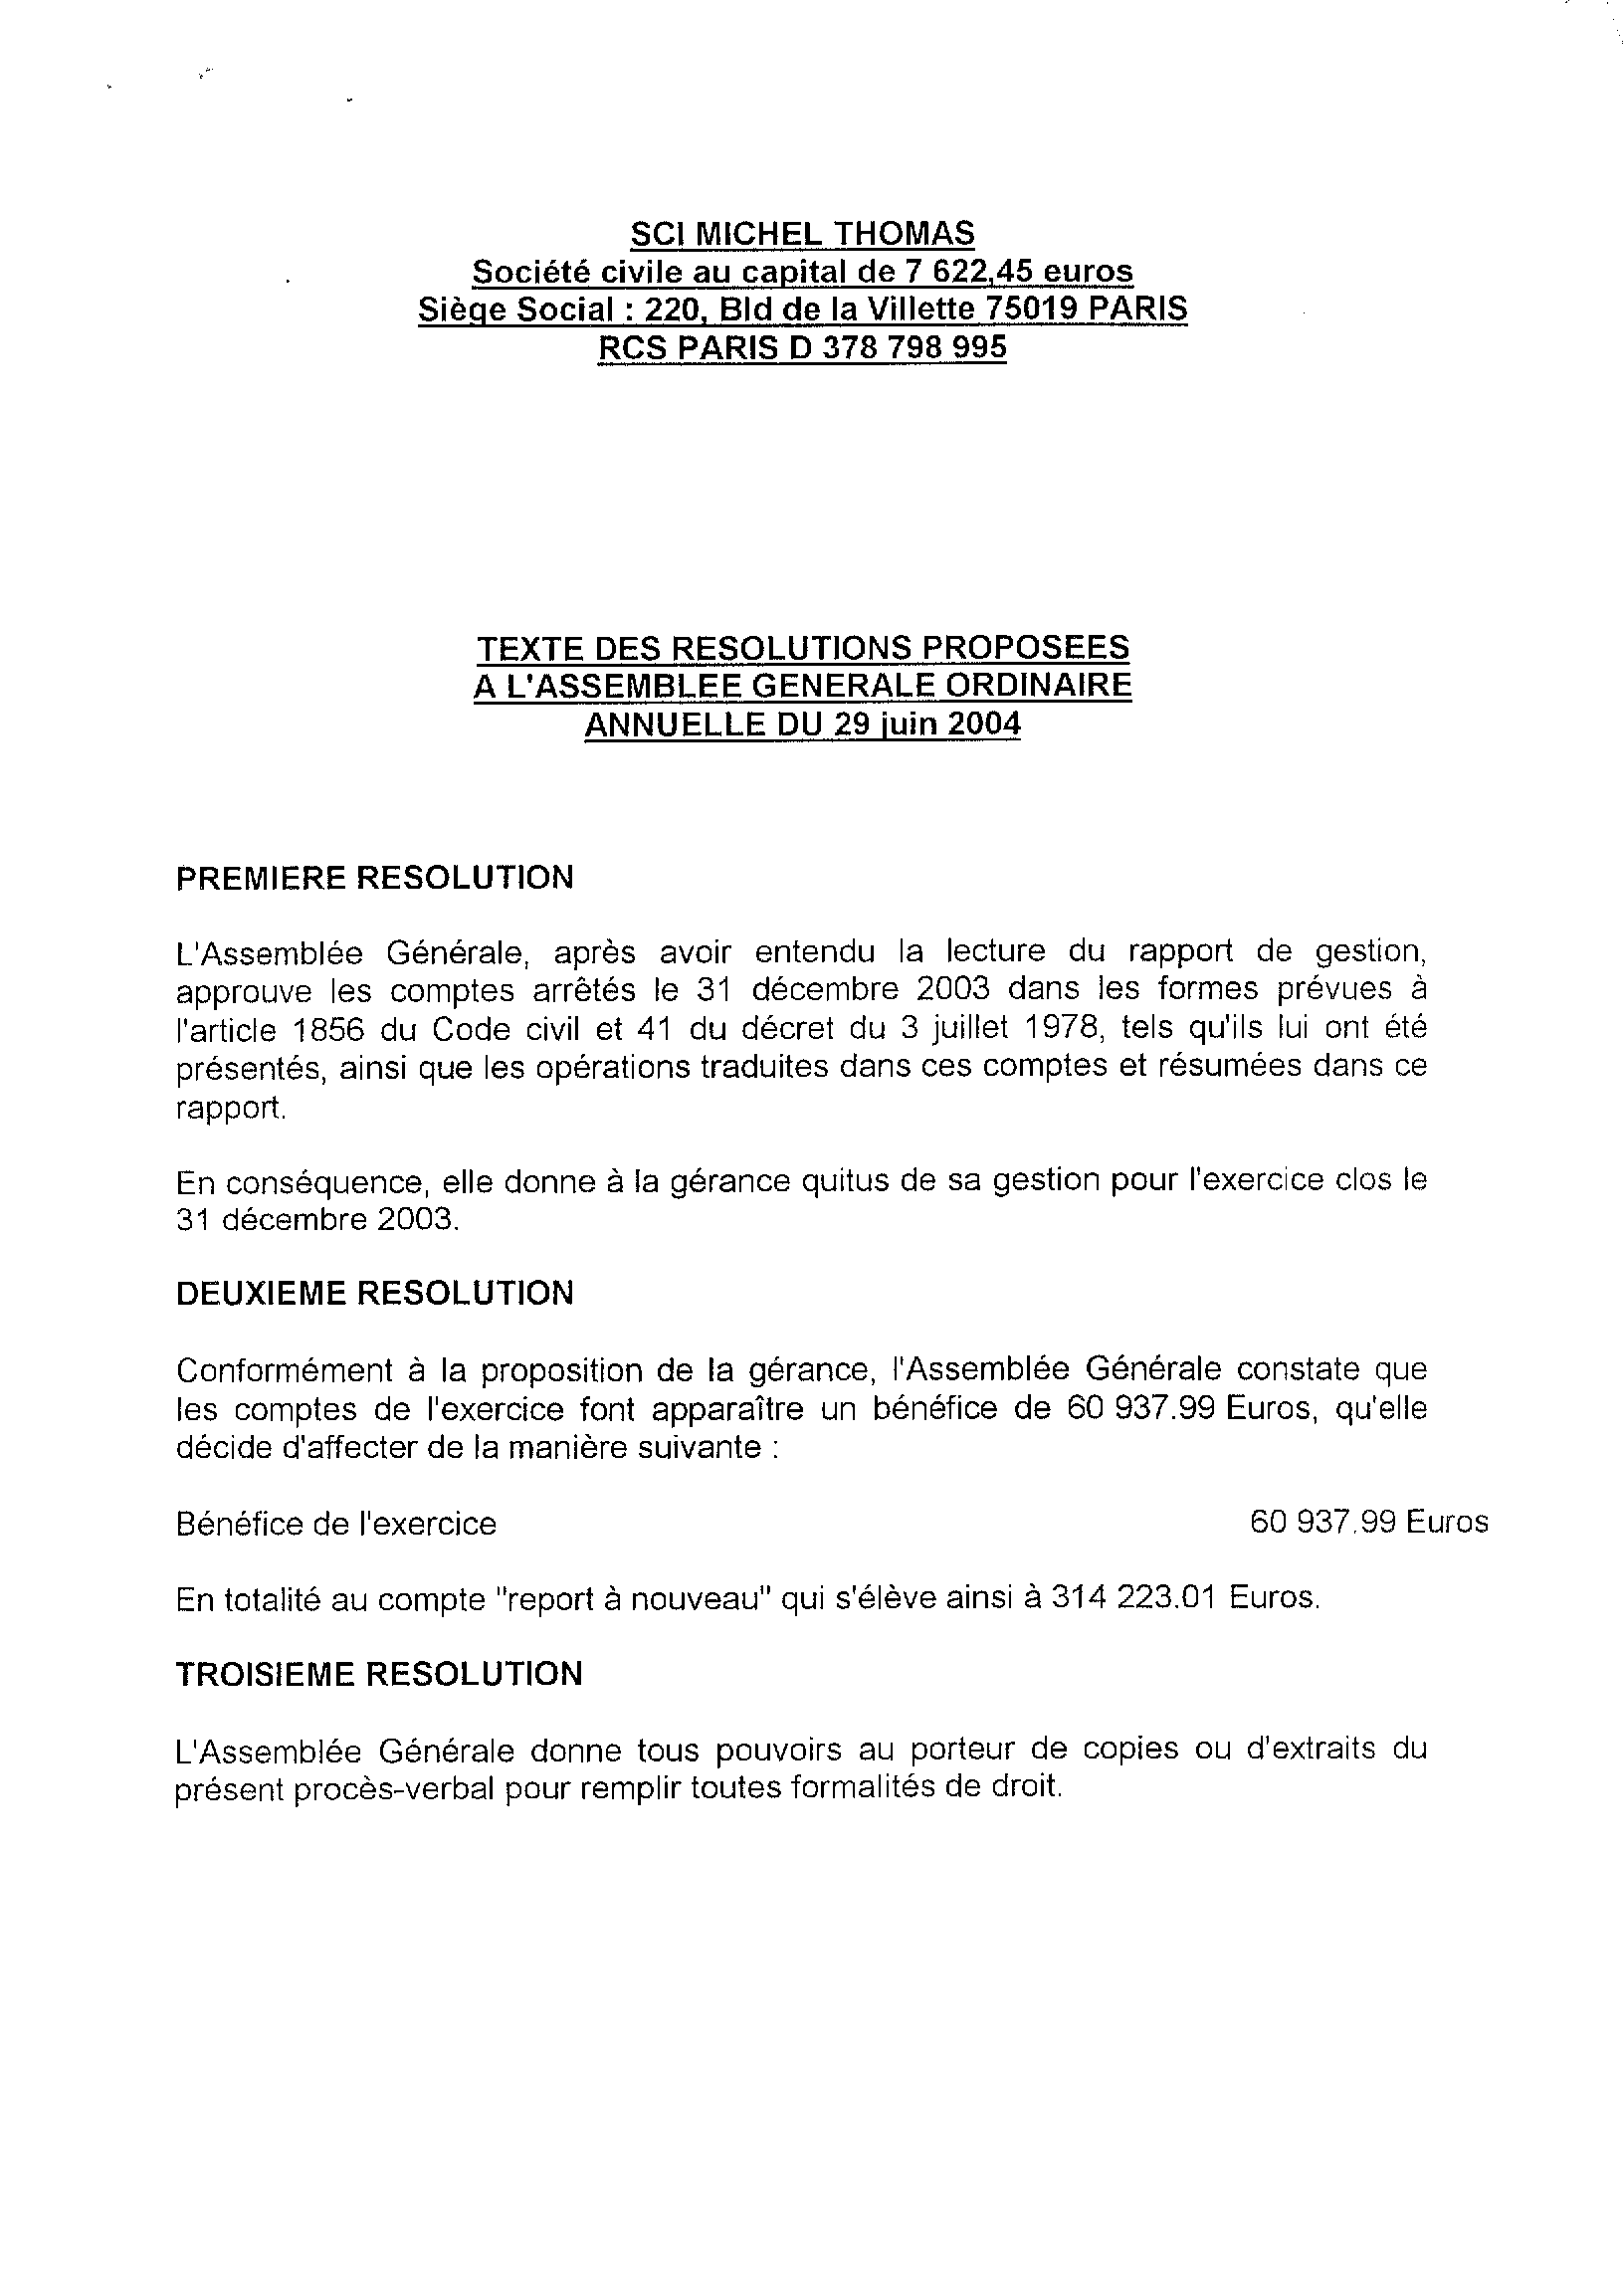 SCI MICHEL THOMAS
Société civile au capital de 7 622,45 euros
Siège Social : 220, Bld de la Villette 75019 PARIS
RCS PARIS D 378 798 995
TEXTE DES RESOLUTIONS PROPOSEES
A L'ASSEMBLEE GENERALE ORDINAIRE
ANNUELLE DU 29 juin 2004
PREMIERE RESOLUTION
L'Assemblée Générale, après avoir entendu la lecture du rapport de gestion,
approuve les comptes arrêtés le 31 décembre 2003 dans les formes prévues à
l'article 1856 du Code civil et 41 du décret du 3 juillet 1978, tels qu'ils lui ont été
présentés, ainsi que les opérations traduites dans ces comptes et résumées dans ce
rapport.
En conséquence, elle donne à la gérance quitus de sa gestion pour l'exercice clos le
31 décembre 2003.
DEUXIEME RESOLUTION
Conformément à la proposition de la gérance, l'Assemblée Générale constate que
les comptes de l'exercice font apparaître un bénéfice de 60 937.99 Euros, qu'elle
décide d'affecter de la manière suivante :
Bénéfice de l'exercice 60 937.99 Euros
En totalité au compte "report à nouveau" qui s'élève ainsi à 314 223.01 Euros.
TROISIEME RESOLUTION
L'Assemblée Générale donne tous pouvoirs au porteur de copies ou d'extraits du
présent procès-verbal pour remplir toutes formalités de droit.